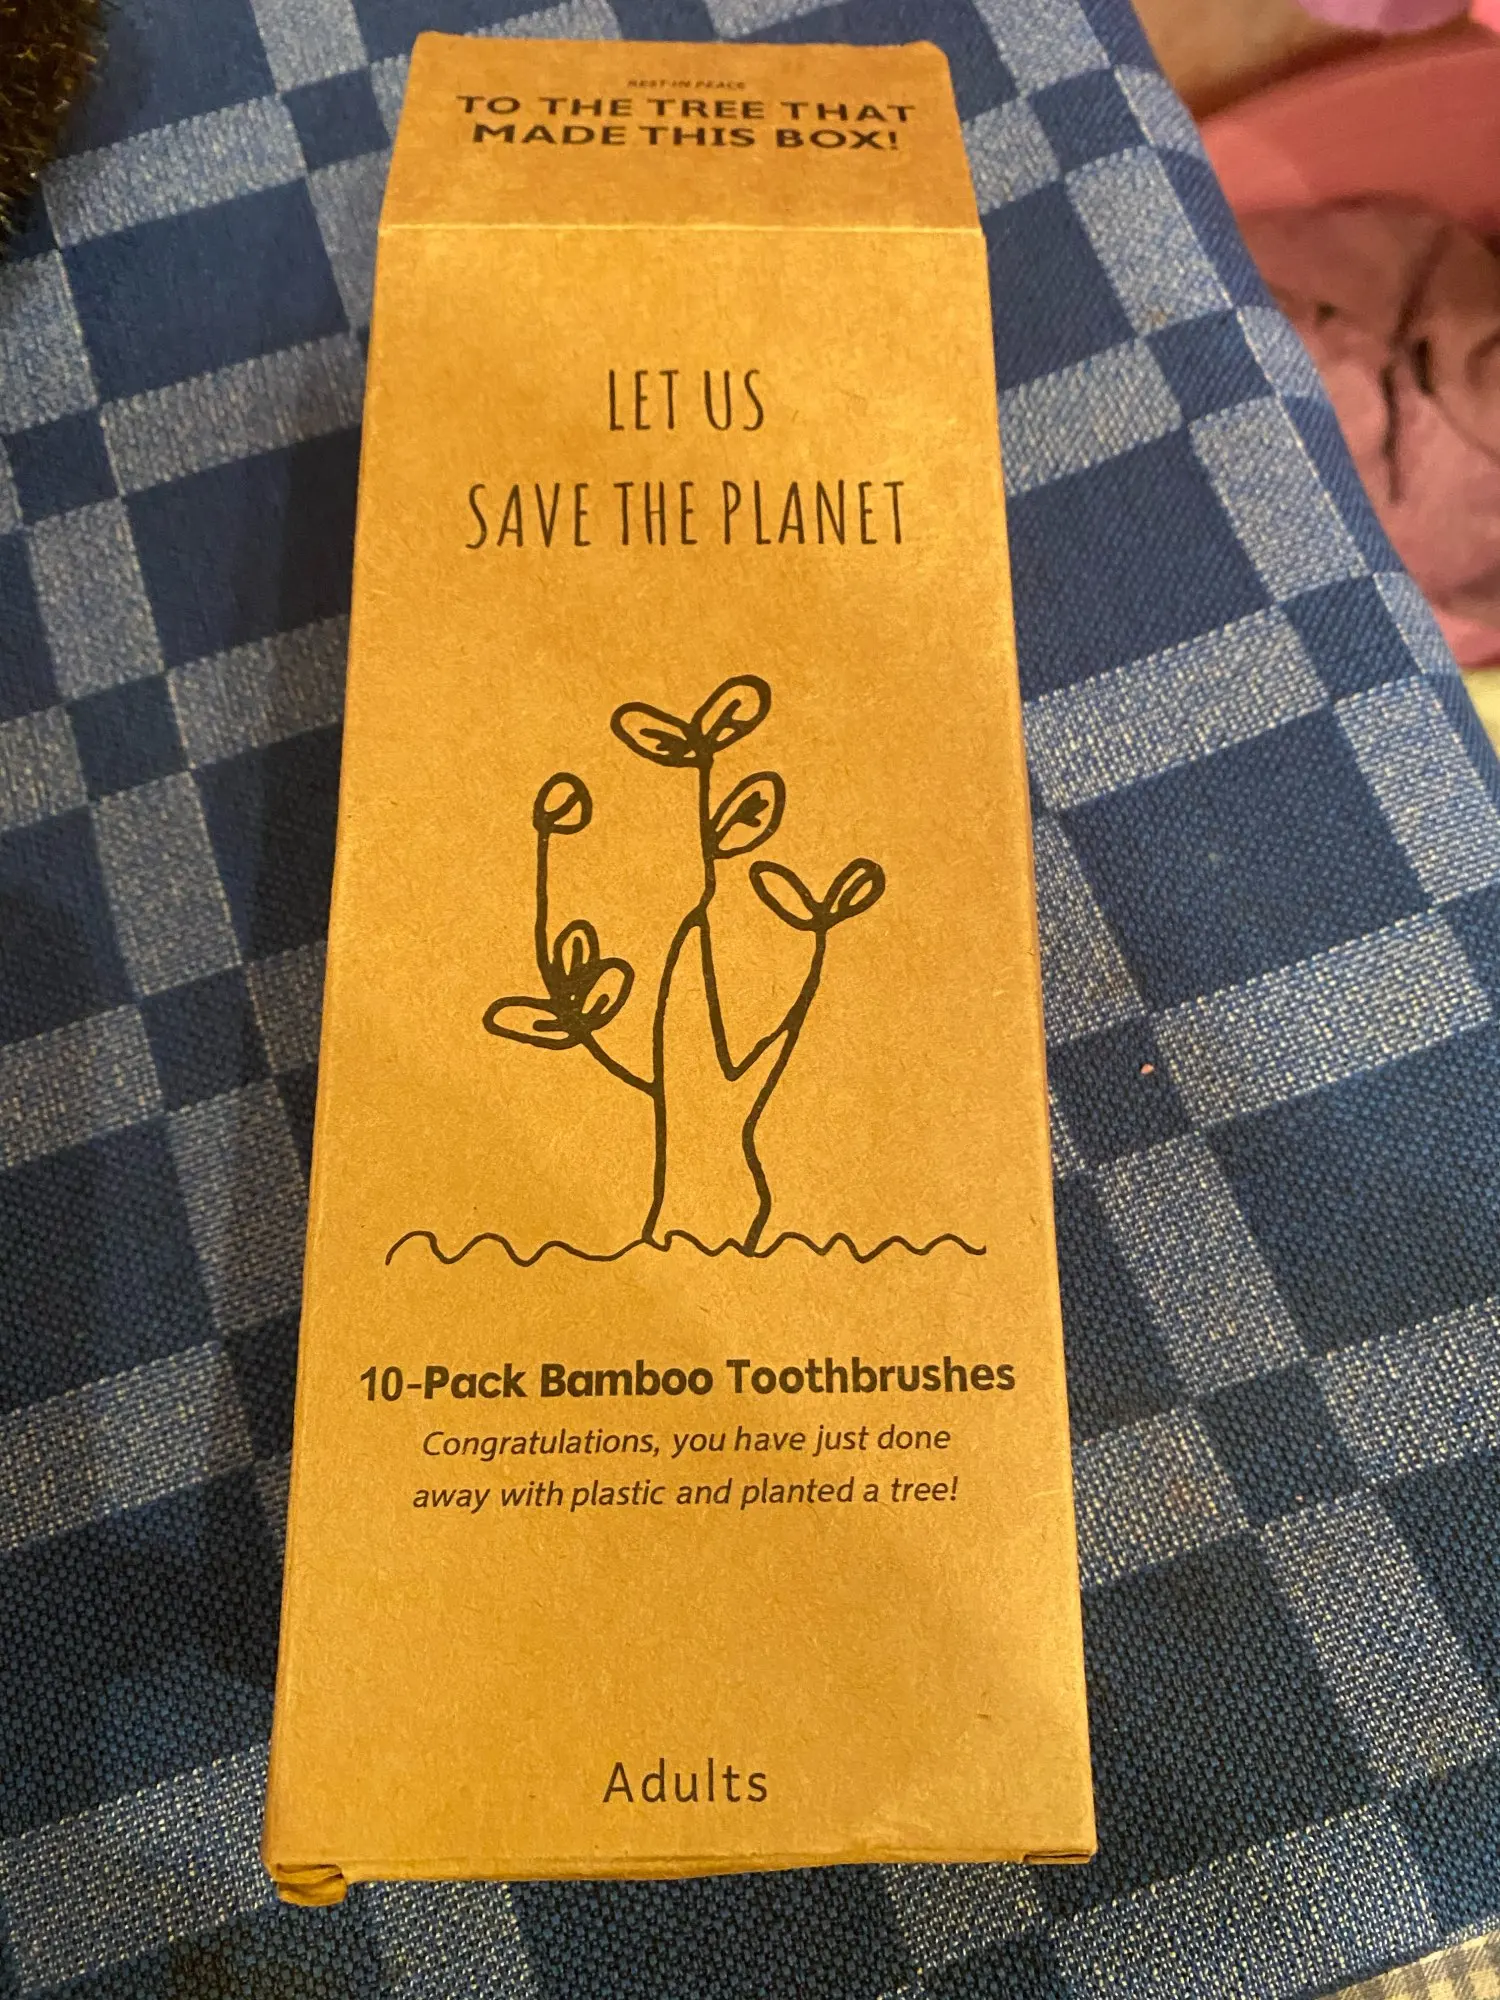 REST IN PEACE
TO THE TREE THAT
MADE THIS BOX!
LET US
SAVE THE PLANET
10-Pack Bamboo Toothbrushes
Congratulations, you have just done
away with plastic and planted a tree!
Adults